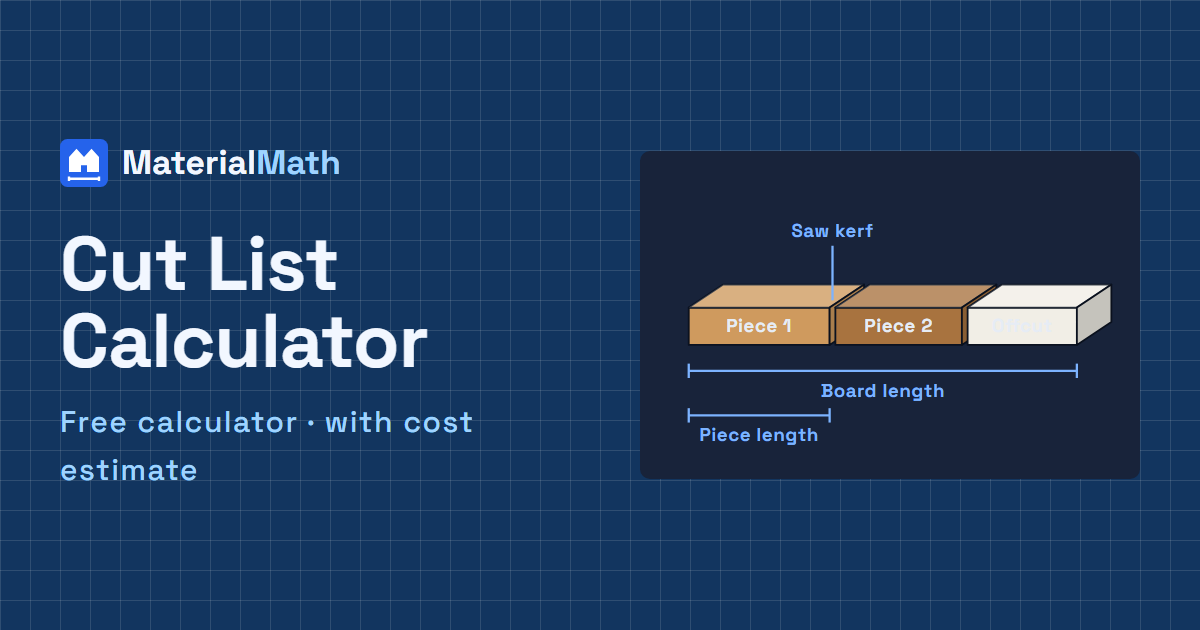 MaterialMath
Cut List
Calculator
Free calculator · with cost
estimate
Saw kerf
Piece 1
Piece 2
Offcut
Board length
Piece length